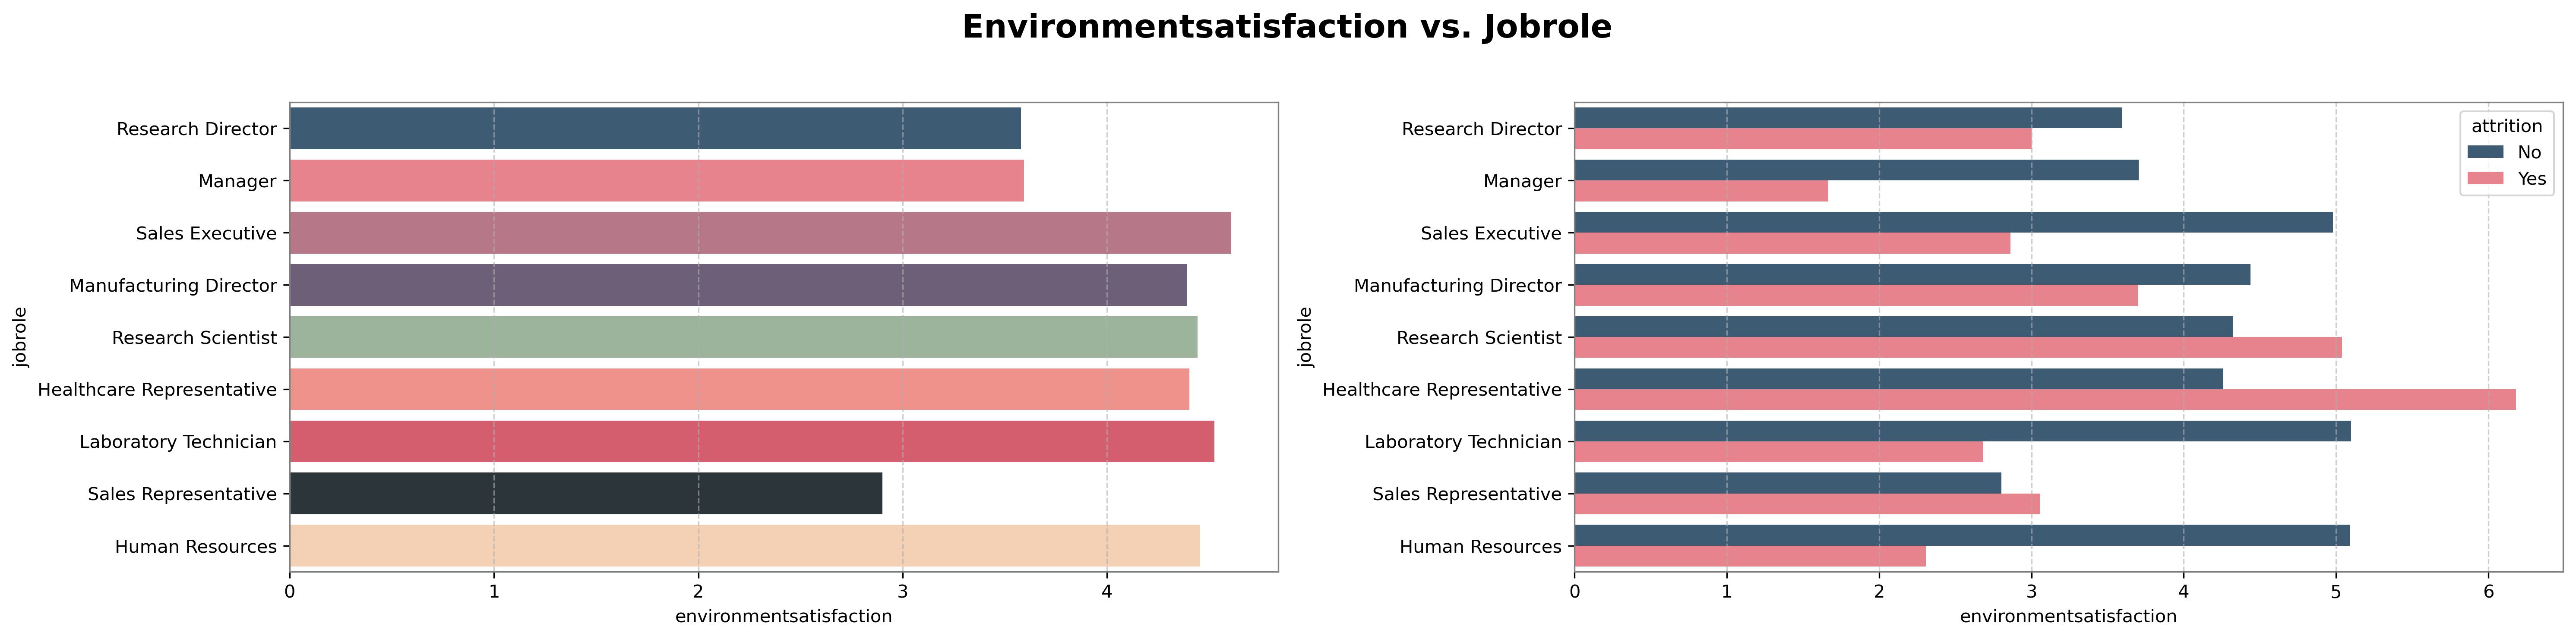 Environmentsatisfaction vs. Jobrole
jobrole
Research Director
Manager
Sales Executive
Manufacturing Director
Research Scientist
Healthcare Representative
Laboratory Technician
Sales Representative
Human Resources
0 1 2 3 4
environmentsatisfaction
jobrole
Research Director
Manager
Sales Executive
Manufacturing Director
Research Scientist
Healthcare Representative
Laboratory Technician
Sales Representative
Human Resources
0 1 2 3 4 5 6
environmentsatisfaction
attrition
No
Yes